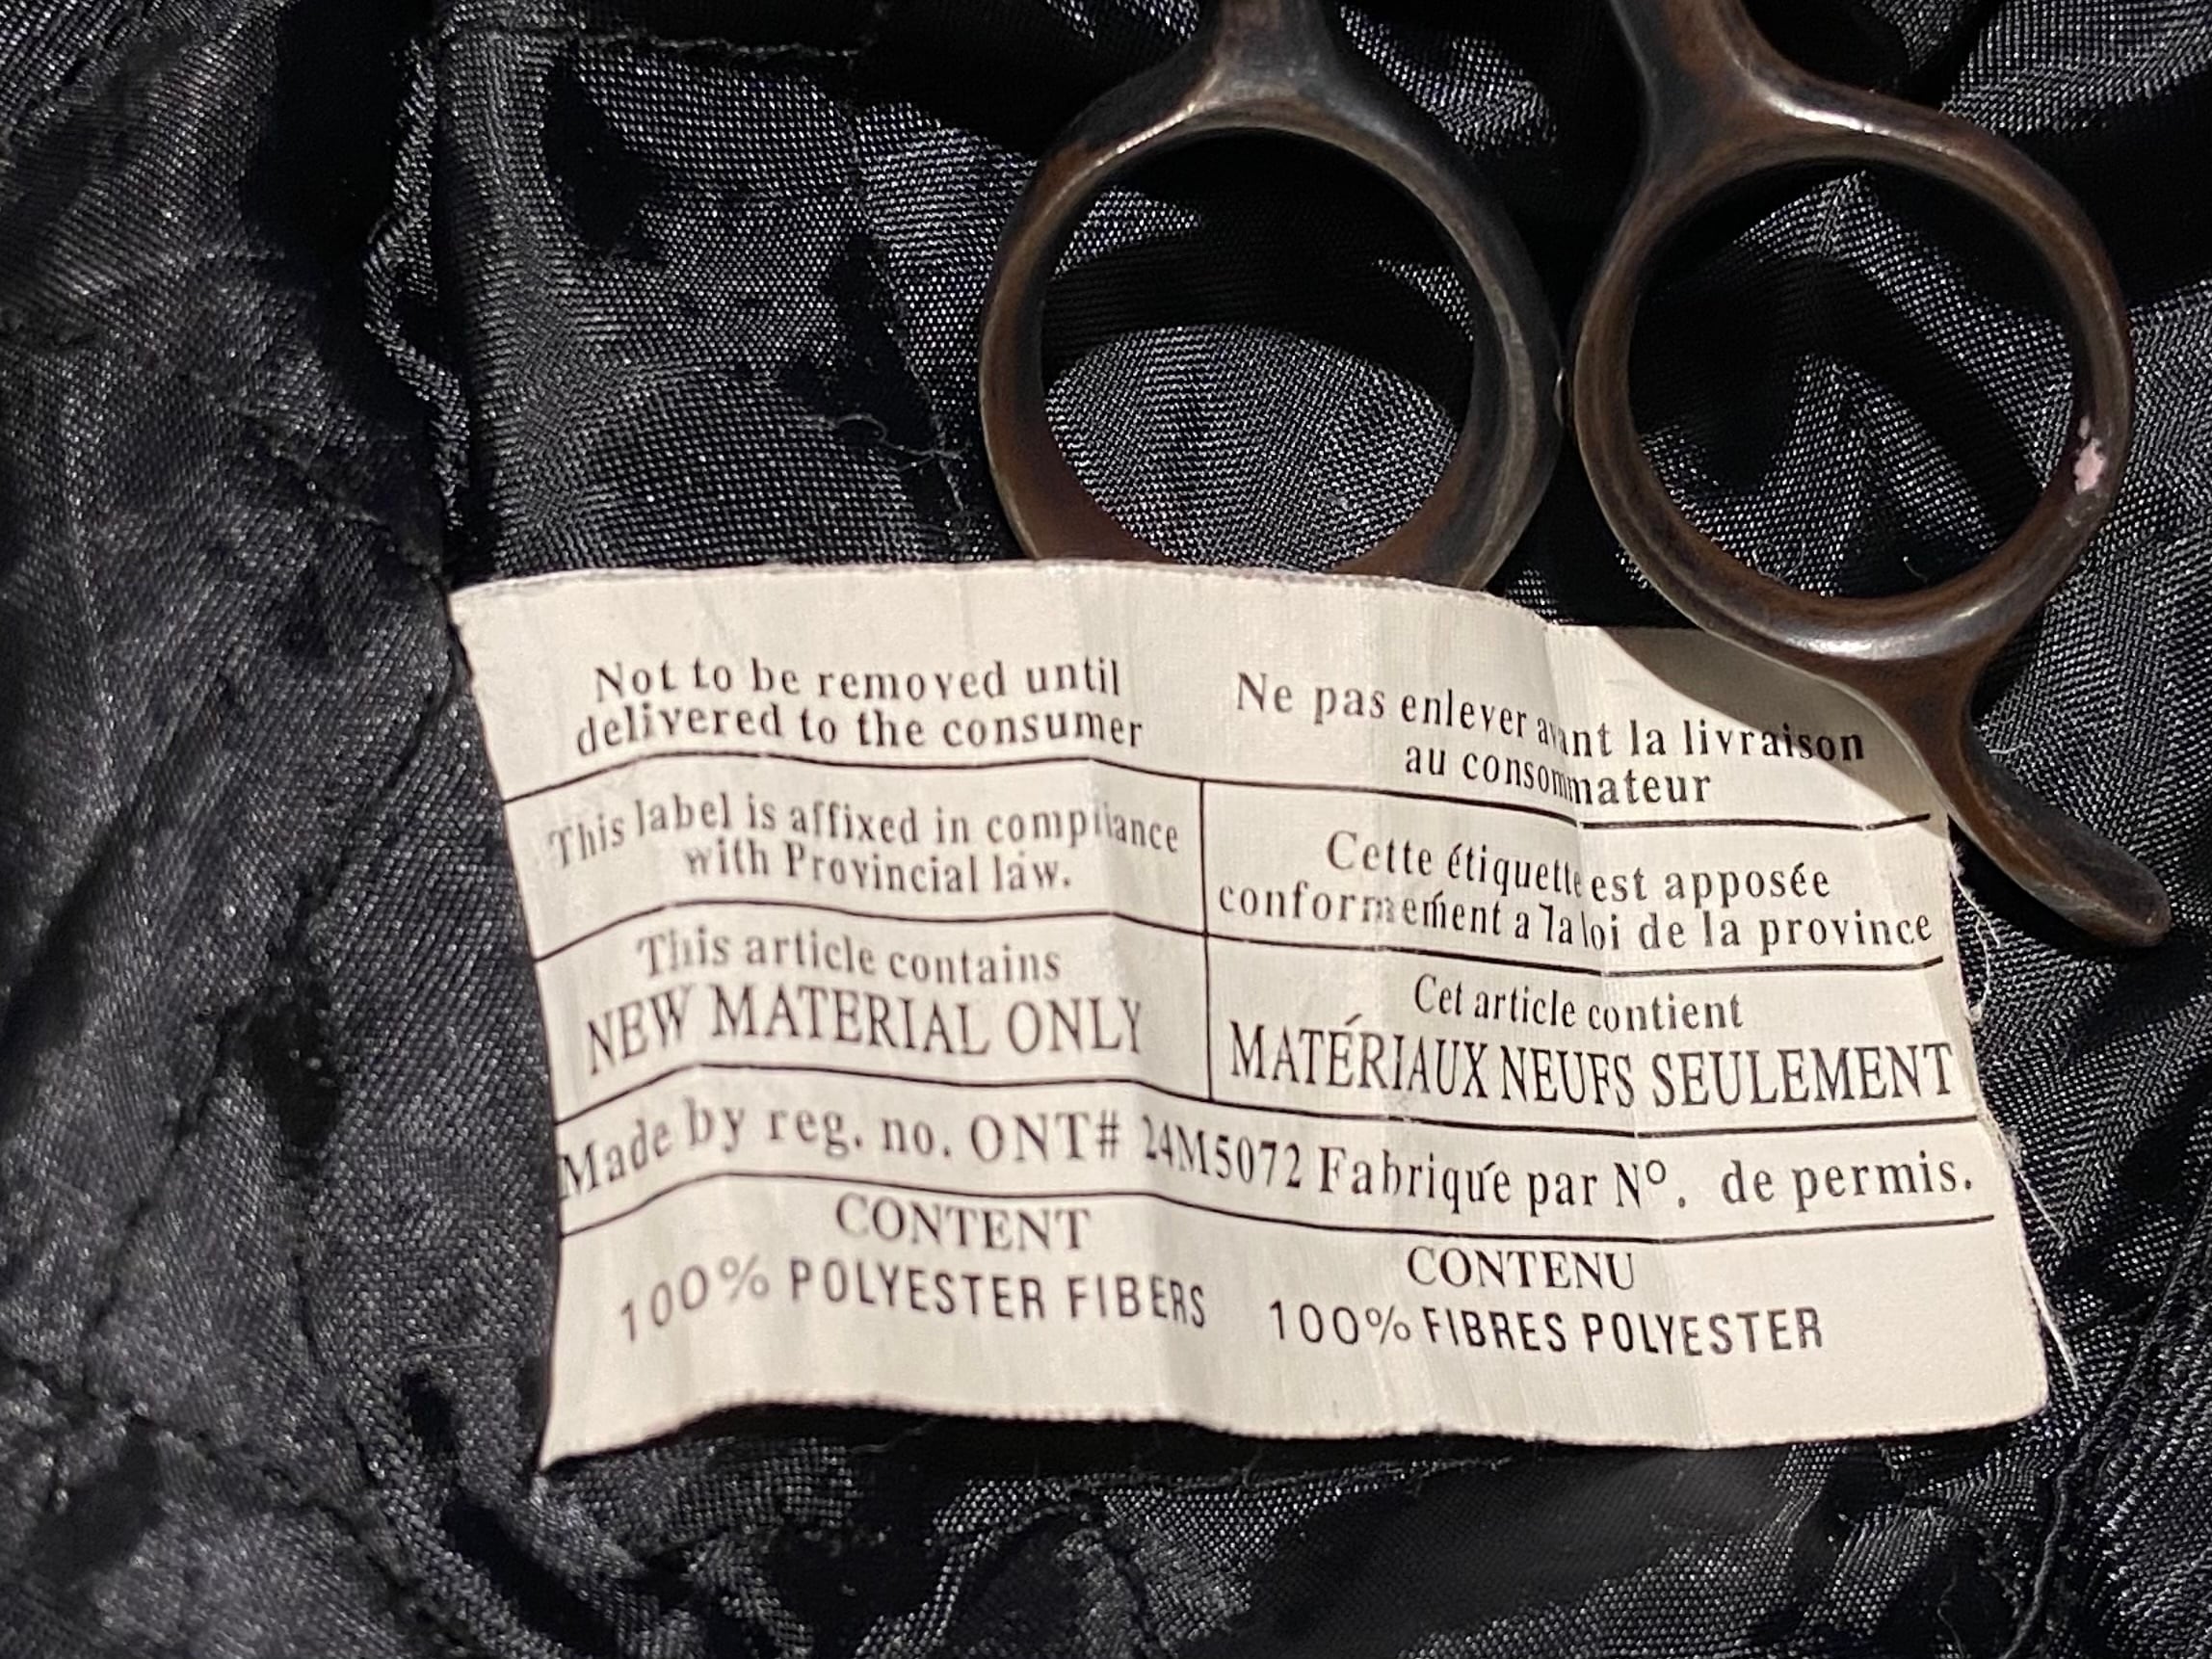 Not to be removed until
delivered to the consumer
Ne pas enlever avant la livraison
au consommateur
This label is affixed in compliance
with Provincial law.
Cette étiquette est apposée
conformément a la loi de la province
This article contains
NEW MATERIAL ONLY
Cet article contient
MATÉRIAUX NEUFS SEULEMENT
Made by reg. no. ONT# 24M5072 Fabriqué par Nº. de permis.
CONTENT
100% POLYESTER FIBERS
CONTENU
100% FIBRES POLYESTER